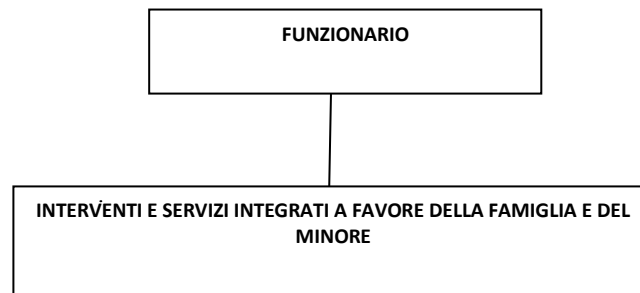 FUNZIONARIO
INTERVENTI E SERVIZI INTEGRATI A FAVORE DELLA FAMIGLIA E DEL
MINORE